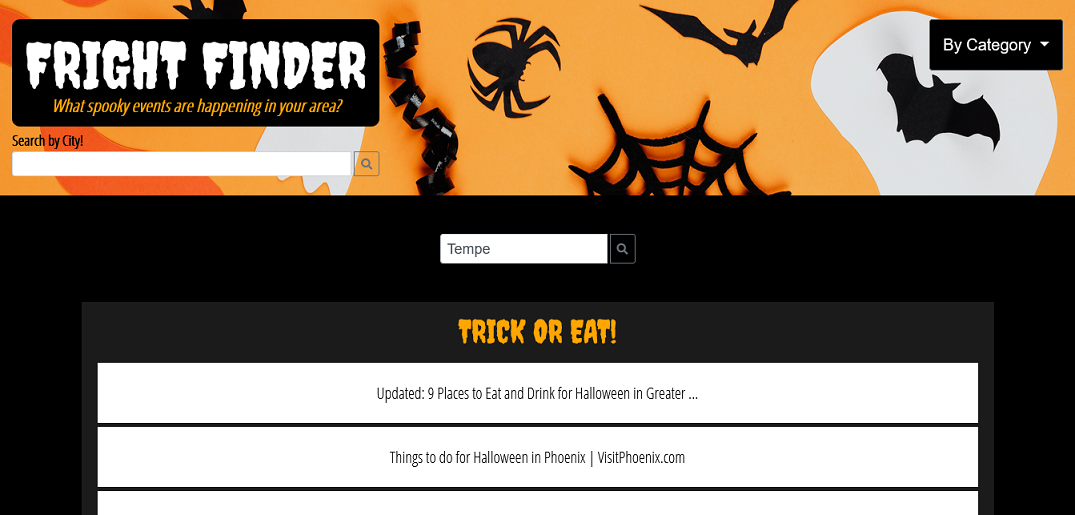 FRIGHT FINDER
What spooky events are happening in your area?
By Category
Search by City!
Tempe
TRICK OR EAT!
Updated: 9 Places to Eat and Drink for Halloween in Greater ...
Things to do for Halloween in Phoenix | VisitPhoenix.com